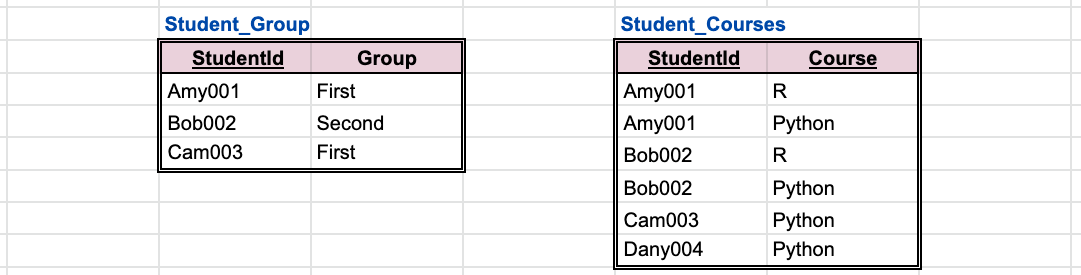 Student_Group Student_Courses
StudentId Group StudentId Course
Amy001 First Amy001 R
Bob002 Second Amy001 Python
Cam003 First Bob002 R
Bob002 Python
Cam003 Python
Dany004 Python